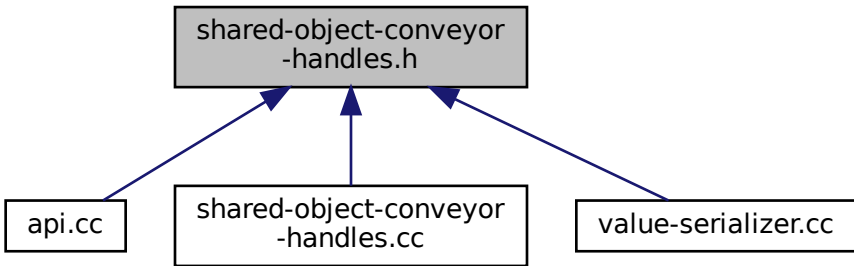 shared-object-conveyor
-handles.h
api.cc
shared-object-conveyor
-handles.cc
value-serializer.cc